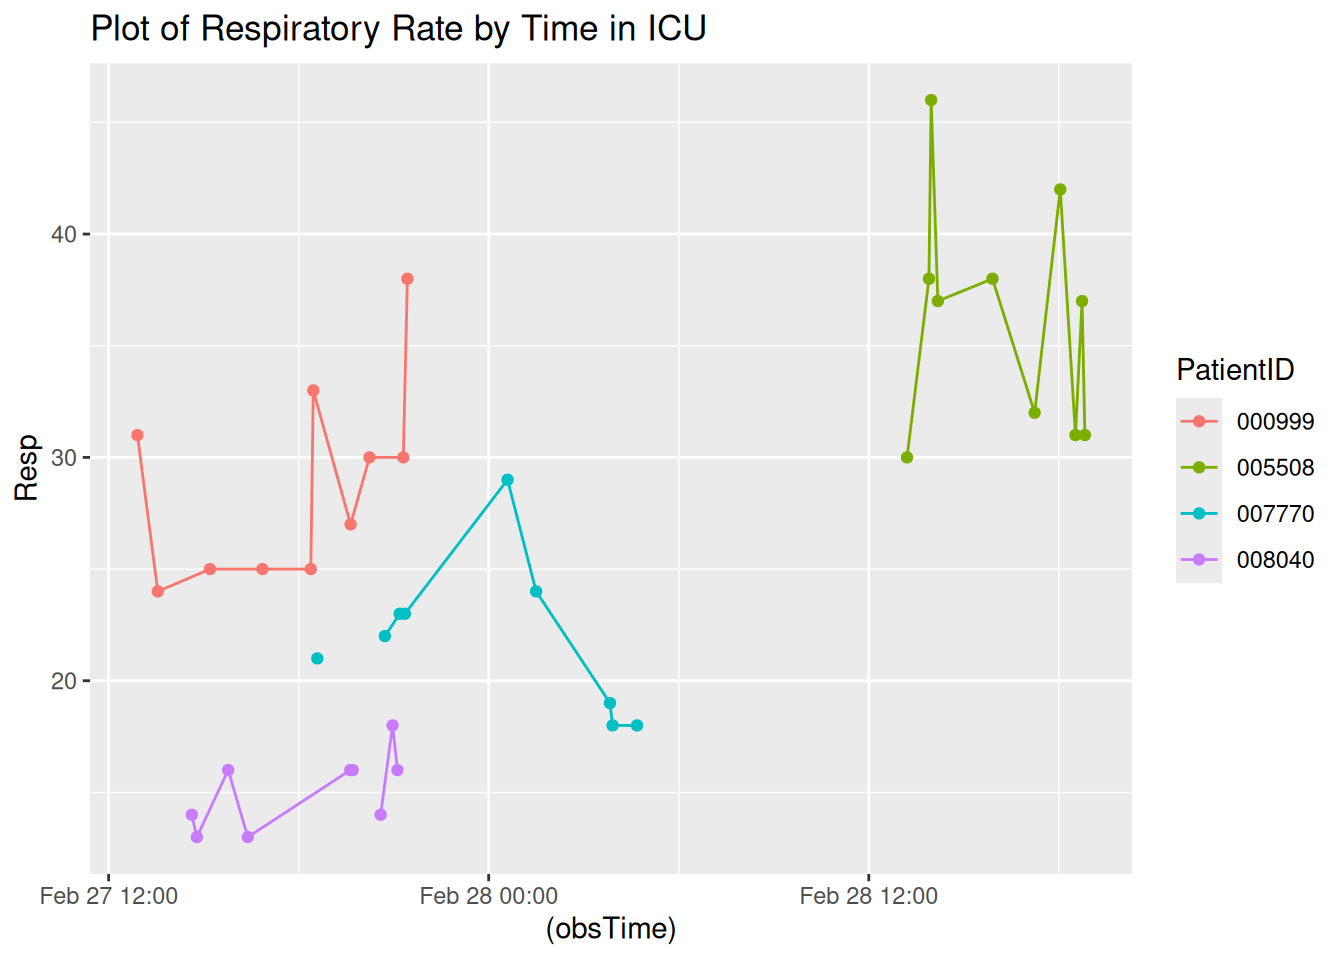 Plot of Respiratory Rate by Time in ICU
Resp
40
30
20
Feb 27 12:00
Feb 28 00:00
Feb 28 12:00
(obsTime)
PatientID
000999
005508
007770
008040